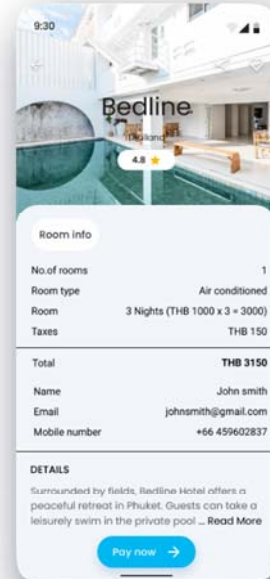 9:30
Bedline
Thailand
4.8
Room info
No.of rooms 1
Room type Air conditioned
Room 3 Nights (THB 1000 x 3 = 3000)
Taxes THB 150
Total THB 3150
Name John smith
Email johnsmith@gmail.com
Mobile number +66 459602837
DETAILS
Surrounded by fields, Bedline Hotel offers a
peaceful retreat in Phuket. Guests can take a
leisurely swim in the private pool ... Read More
Pay now